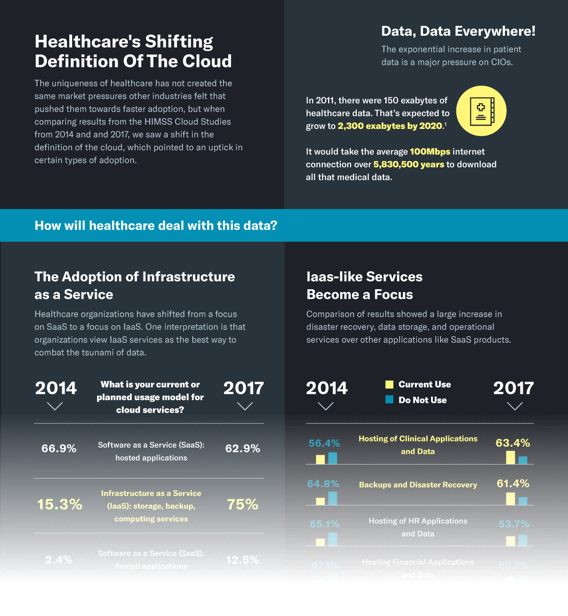 Healthcare's Shifting
Definition Of The Cloud
The uniqueness of healthcare has not created the
same market pressures other industries felt that
pushed them towards faster adoption, but when
comparing results from the HIMSS Cloud Studies
from 2014 and and 2017, we saw a shift in the
definition of the cloud, which pointed to an uptick in
certain types of adoption.
Data, Data Everywhere!
The exponential increase in patient
data is a major pressure on CIOs.
In 2011, there were 150 exabytes of
healthcare data. That's expected to
grow to 2,300 exabytes by 2020.¹
It would take the average 100Mbps internet
connection over 5,830,500 years to download
all that medical data.
How will healthcare deal with this data?
The Adoption of Infrastructure
as a Service
Healthcare organizations have shifted from a focus
on SaaS to a focus on IaaS. One interpretation is that
organizations view IaaS services as the best way to
combat the tsunami of data.
2014
What is your current or
planned usage model for
cloud services?
2017
66.9%
Software as a Service (SaaS):
hosted applications
62.9%
15.3%
Infrastructure as a Service
(IaaS): storage, backup,
computing services
75%
2.4%
Software as a Service (SaaS):
hosted applications
12.5%
Iaas-like Services
Become a Focus
Comparison of results showed a large increase in
disaster recovery, data storage, and operational
services over other applications like SaaS products.
2014
Current Use
Do Not Use
2017
56.4%
Hosting of Clinical Applications
and Data
63.4%
64.8%
Backups and Disaster Recovery
61.4%
65.1%
Hosting of HR Applications
and Data
53.7%
Hosting Financial Applications
and Data